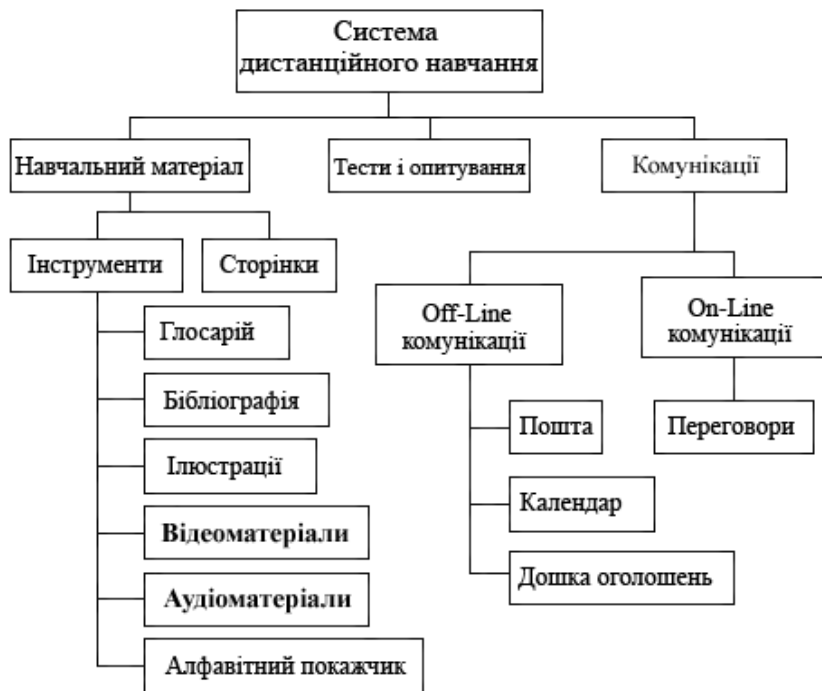 Система
дистанційного навчання
Навчальний матеріал
Тести і опитування
Комунікації
Інструменти
Сторінки
Off-Line
комунікації
On-Line
комунікації
Глосарій
Бібліографія
Ілюстрації
Відеоматеріали
Аудіоматеріали
Алфавітний покажчик
Пошта
Календар
Дошка оголошень
Переговори